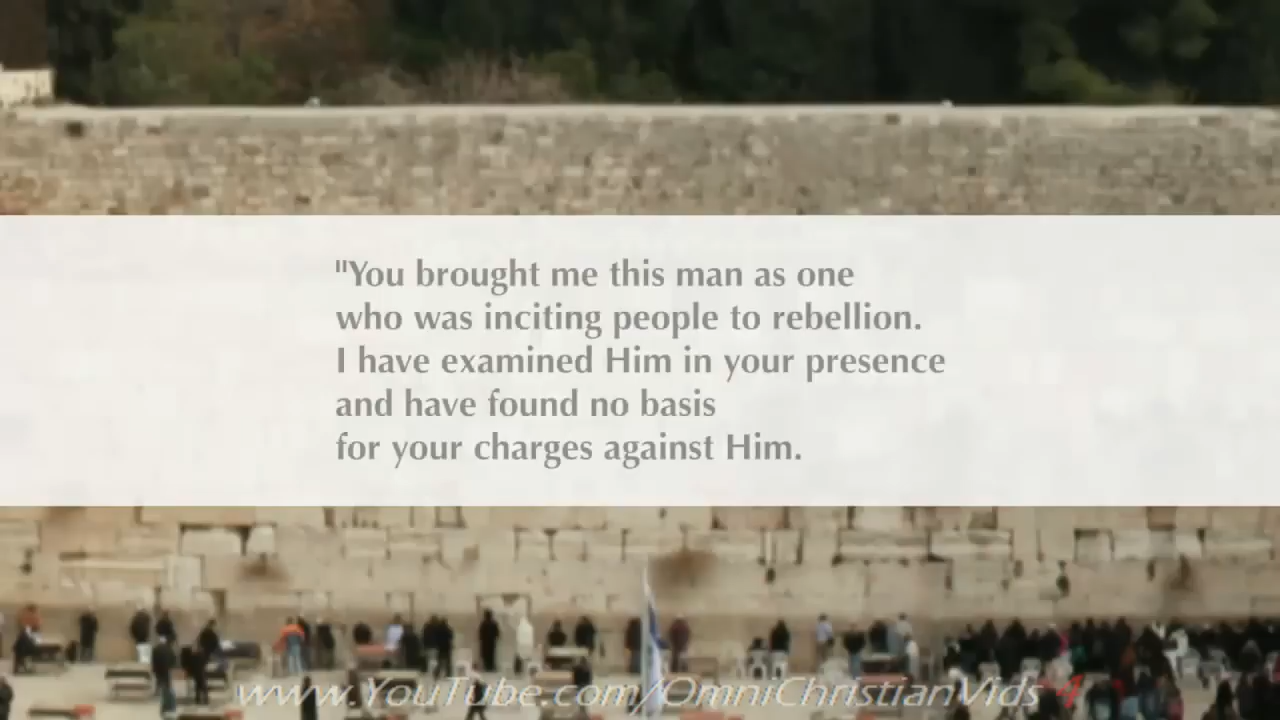 "You brought me this man as one
who was inciting people to rebellion.
I have examined Him in your presence
and have found no basis
for your charges against Him.
www.YouTube.com/OmniChristianVids 4